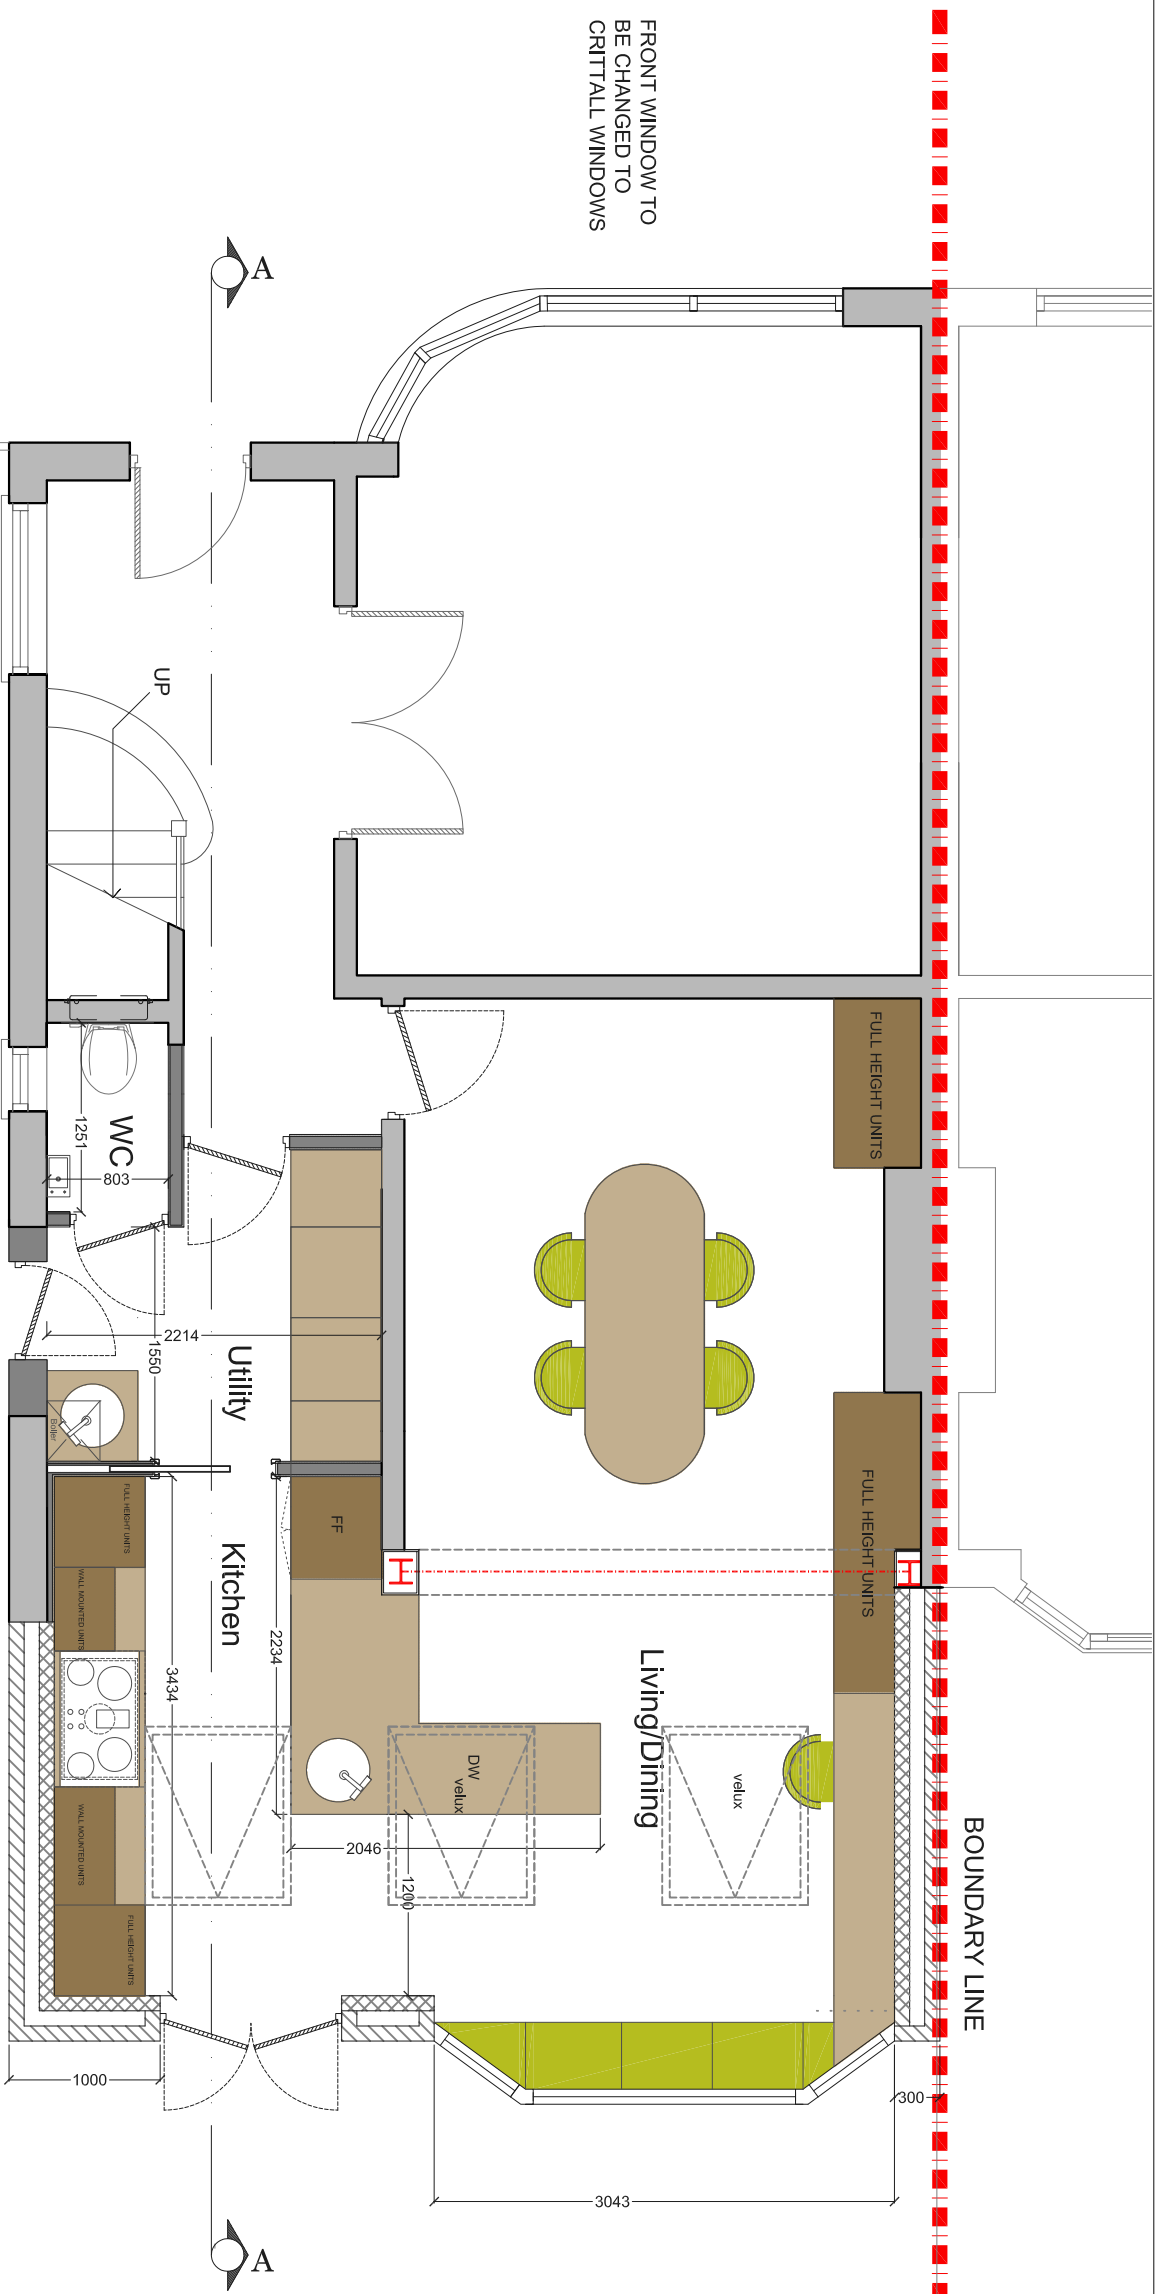 FRONT WINDOW TO
BE CHANGED TO
CRITTALL WINDOWS
A
UP
FULL HEIGHT UNITS
WC
1251
803
2214
1550
Utility
Boiler
FULL HEIGHT UNITS
FF
FULL HEIGHT UNITS
WALL MOUNTED UNITS
Kitchen
2234
3434
Living/Dining
DW
velux
velux
WALL MOUNTED UNITS
2046
1200
FULL HEIGHT UNITS
BOUNDARY LINE
1000
300
3043
A